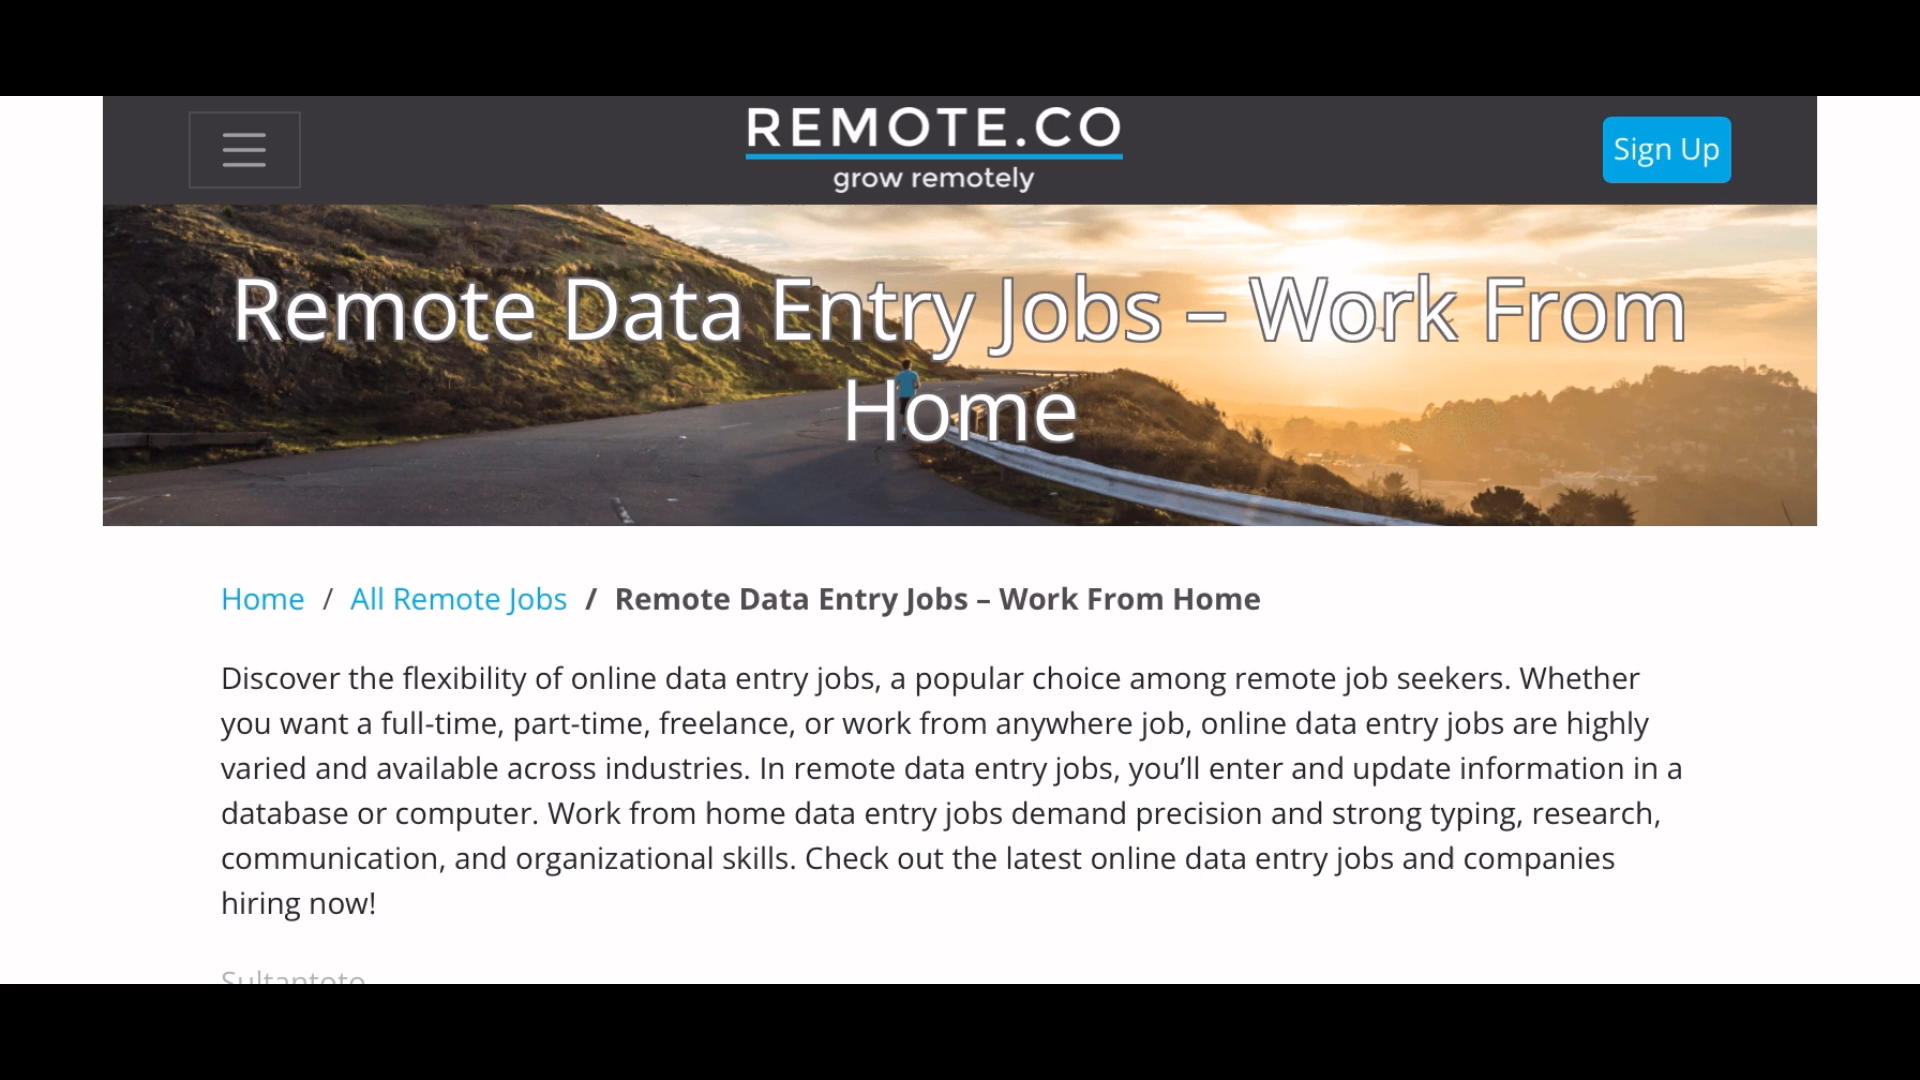 REMOTE.CO
grow remotely
Sign Up
Remote Data Entry Jobs – Work From
Home
Home / All Remote Jobs / Remote Data Entry Jobs – Work From Home
Discover the flexibility of online data entry jobs, a popular choice among remote job seekers. Whether
you want a full-time, part-time, freelance, or work from anywhere job, online data entry jobs are highly
varied and available across industries. In remote data entry jobs, you’ll enter and update information in a
database or computer. Work from home data entry jobs demand precision and strong typing, research,
communication, and organizational skills. Check out the latest online data entry jobs and companies
hiring now!
Sultantoto